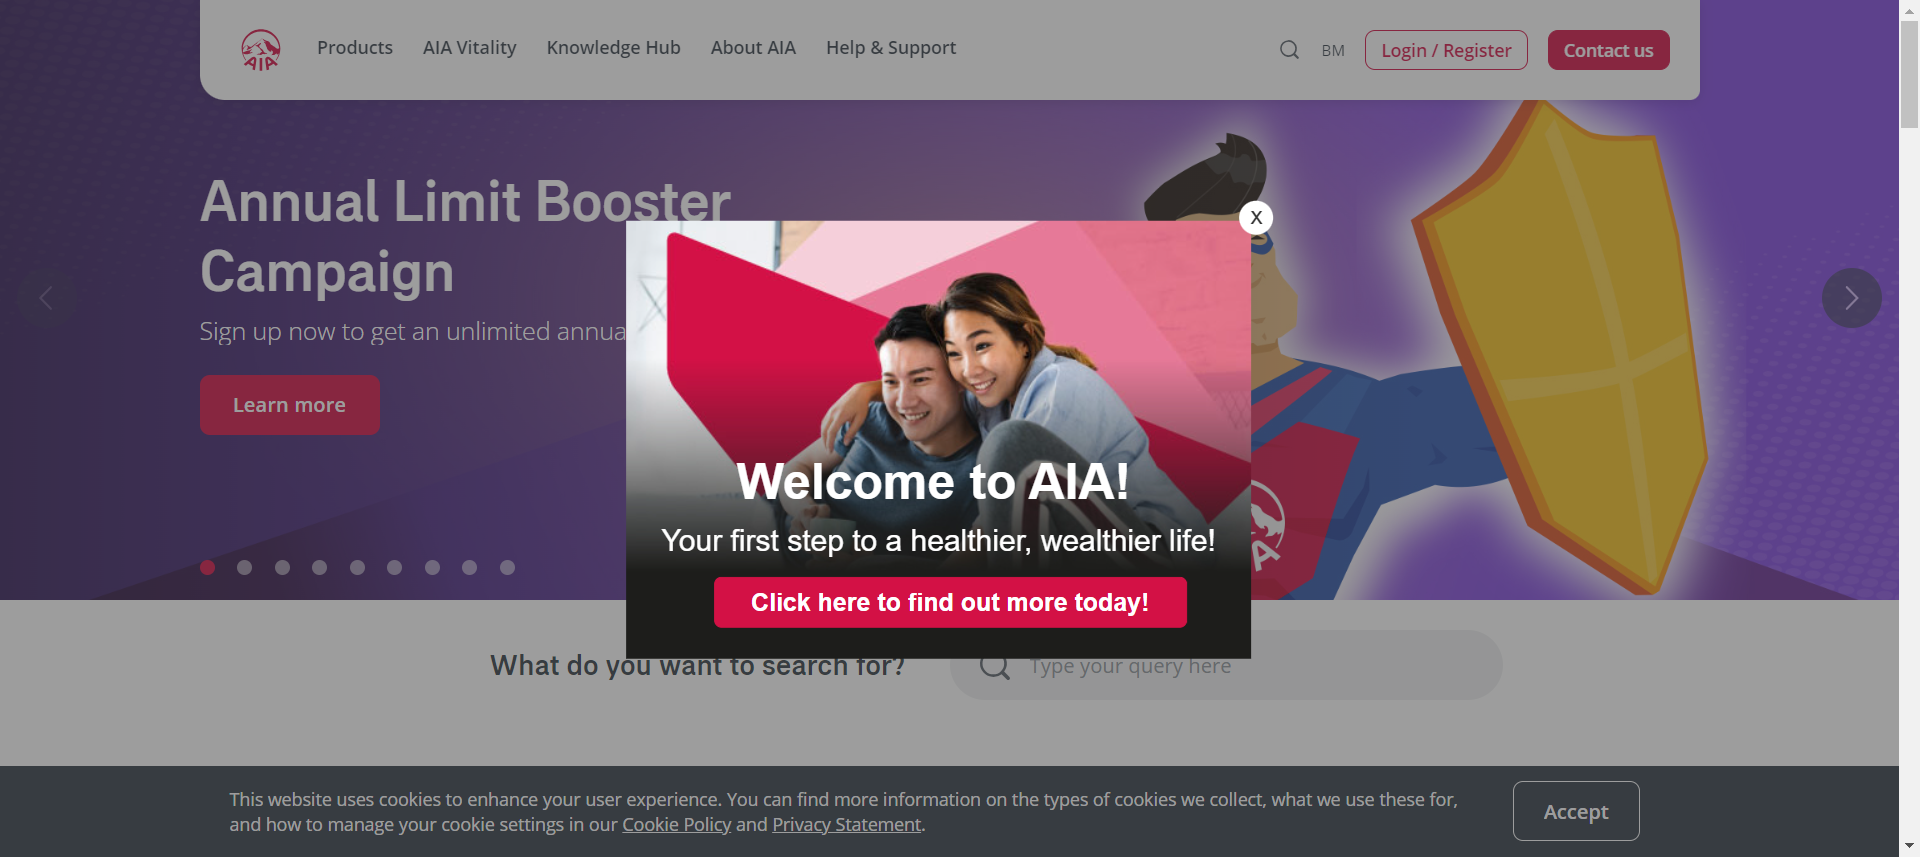 AIA
Products
AIA Vitality
Knowledge Hub
About AIA
Help & Support
BM
Login / Register
Contact us
Annual Limit Booster
Campaign
Sign up now to get an unlimited annua
Learn more
X
Welcome to AIA!
Your first step to a healthier, wealthier life!
Click here to find out more today!
What do you want to search for?
Type your query here
This website uses cookies to enhance your user experience. You can find more information on the types of cookies we collect, what we use these for,
and how to manage your cookie settings in our Cookie Policy and Privacy Statement.
Accept